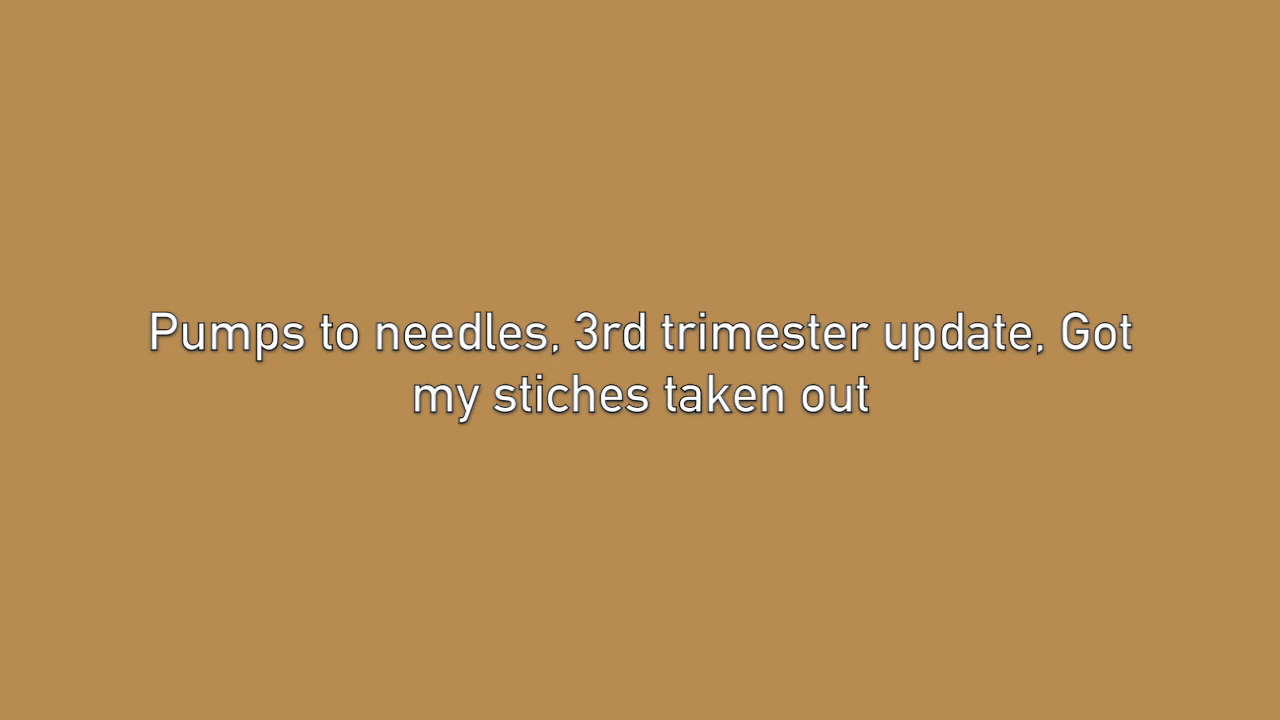 Pumps to needles, 3rd trimester update, Got
my stiches taken out